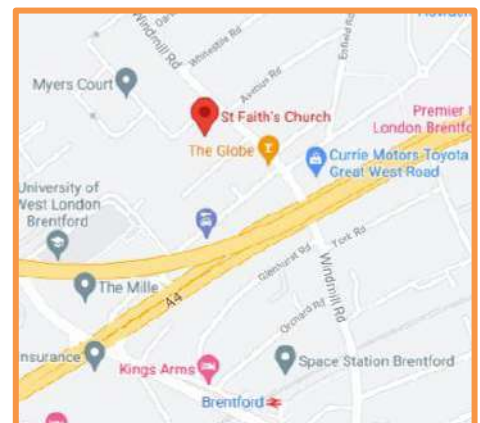 Windmill Rd
Whitestile Rd
Enfield Rd
Myers Court
Avenue Rd
St Faith's Church
Premier
London Brentfo
The Globe
Currie Motors Toyota
Great West Road
University of
West London
Brentford
Glenhurst Rd
York Rd
Windmill Rd
The Mille
A4
Orchard Rd
nsurance
Kings Arms
Space Station Brentford
Brentford